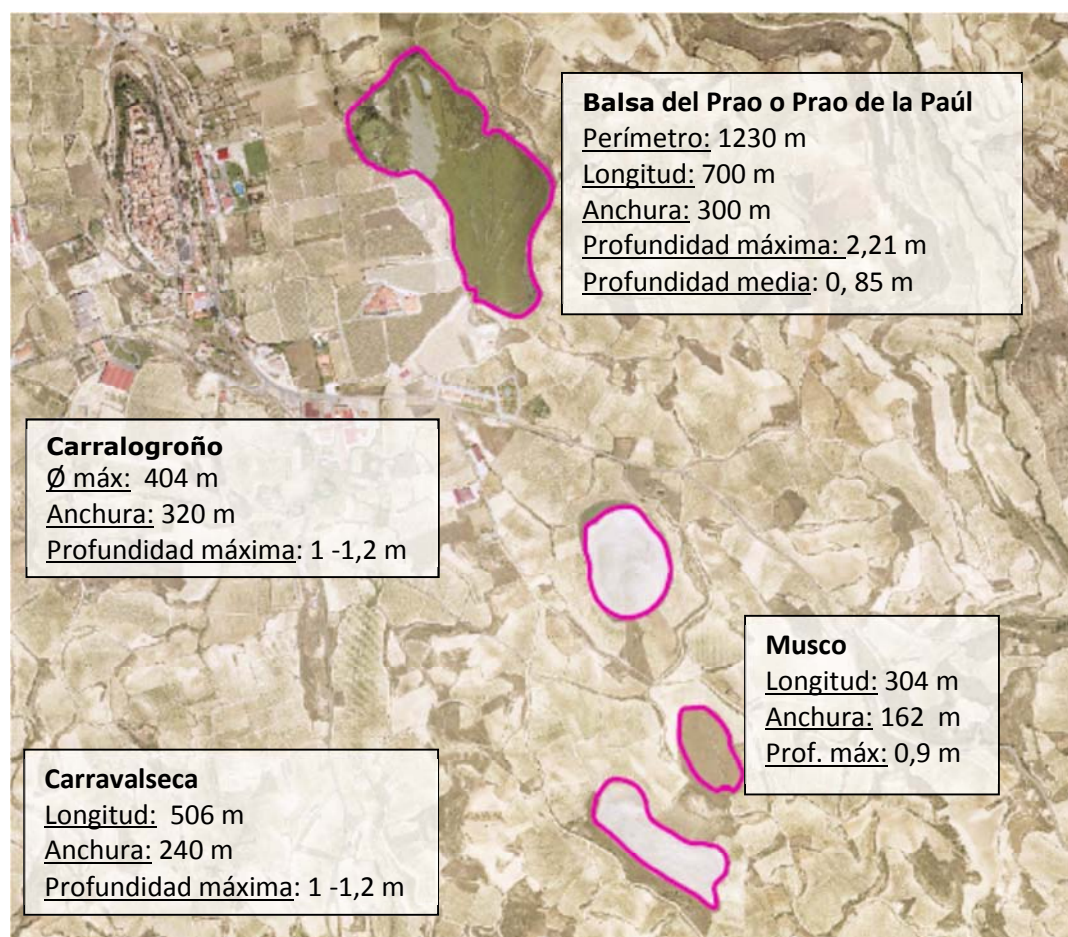 Balsa del Prao o Prao de la Paúl
Perímetro: 1230 m
Longitud: 700 m
Anchura: 300 m
Profundidad máxima: 2,21 m
Profundidad media: 0, 85 m
Carralogroño
Ø máx: 404 m
Anchura: 320 m
Profundidad máxima: 1 -1,2 m
Musco
Longitud: 304 m
Anchura: 162 m
Prof. máx: 0,9 m
Carravalseca
Longitud: 506 m
Anchura: 240 m
Profundidad máxima: 1 -1,2 m